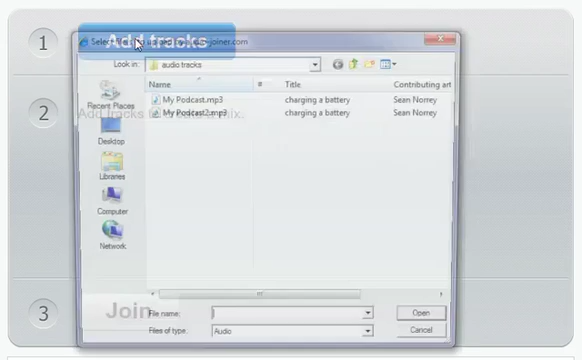 1
Add tracks
Look in:
audio tracks
Name # Title Contributing art
My Podcast.mp3 charging a battery Sean Norrey
My Podcast2.mp3 charging a battery Sean Norrey
2
Recent Places
Desktop
Libraries
Computer
Network
3
Join
File name:
Open
Files of type:
Audio
Cancel